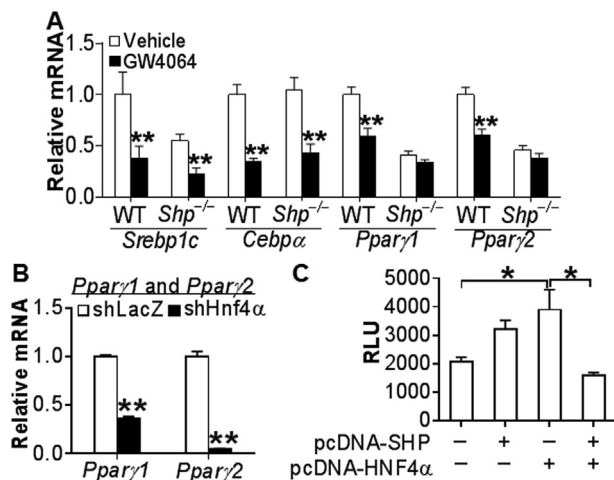 A
Vehicle
GW4064
Relative mRNA
1.5
1.0
0.5
0.0
** ** ** ** ** **
WT Shp⁻/⁻ WT Shp⁻/⁻ WT Shp⁻/⁻ WT Shp⁻/⁻
Srebp1c Cebpα Pparγ1 Pparγ2
B
Pparγ1 and Pparγ2
shLacZ shHnf4α
Relative mRNA
1.5
1.0
0.5
0.0
** **
Pparγ1 Pparγ2
C
RLU
5000
4000
3000
2000
1000
0
* *
pcDNA-SHP – + – +
pcDNA-HNF4α – – + +